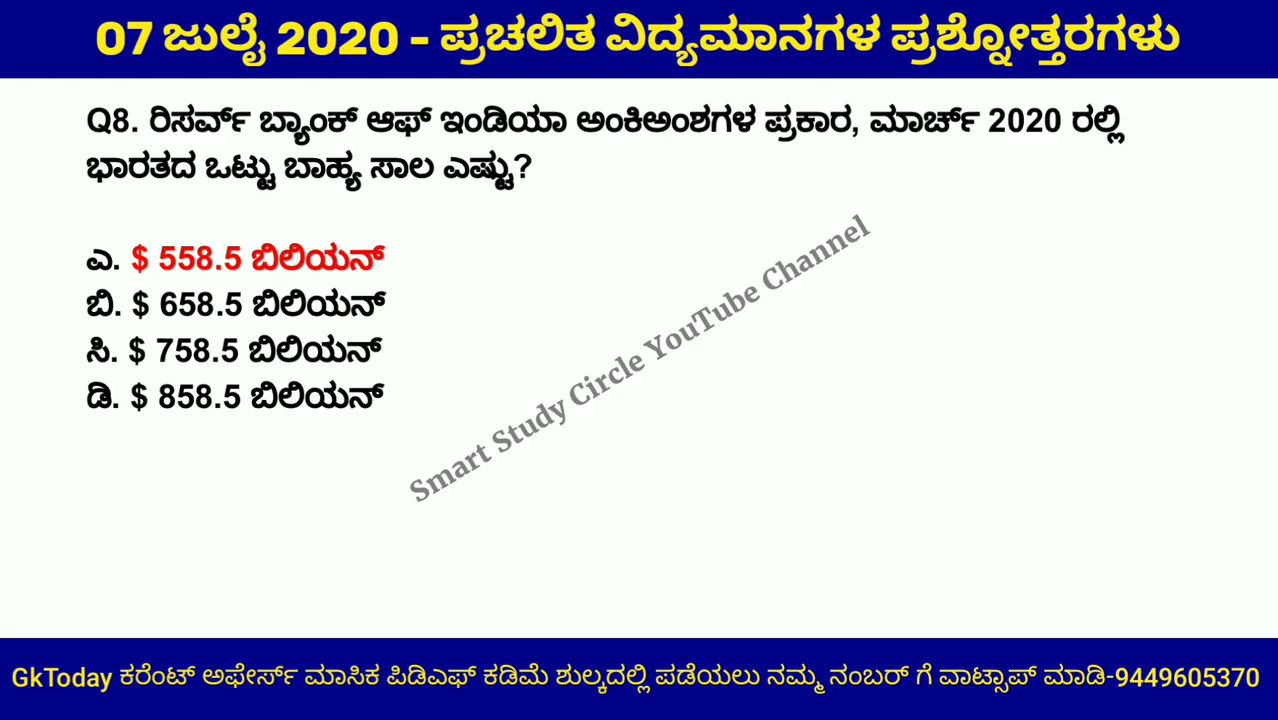 07 ಜುಲೈ 2020 - ಪ್ರಚಲಿತ ವಿದ್ಯಮಾನಗಳ ಪ್ರಶ್ನೋತ್ತರಗಳು
Q8. ರಿಸರ್ವ್ ಬ್ಯಾಂಕ್ ಆಫ್ ಇಂಡಿಯಾ ಅಂಕಿಅಂಶಗಳ ಪ್ರಕಾರ, ಮಾರ್ಚ್ 2020 ರಲ್ಲಿ
ಭಾರತದ ಒಟ್ಟು ಬಾಹ್ಯ ಸಾಲ ಎಷ್ಟು?
ಎ. $ 558.5 ಬಿಲಿಯನ್
ಬಿ. $ 658.5 ಬಿಲಿಯನ್
ಸಿ. $ 758.5 ಬಿಲಿಯನ್
ಡಿ. $ 858.5 ಬಿಲಿಯನ್
Smart Study Circle YouTube Channel
GkToday ಕರೆಂಟ್ ಅಫೇರ್ಸ್ ಮಾಸಿಕ ಪಿಡಿಎಫ್ ಕಡಿಮೆ ಶುಲ್ಕದಲ್ಲಿ ಪಡೆಯಲು ನಮ್ಮ ನಂಬರ್ ಗೆ ವಾಟ್ಸಾಪ್ ಮಾಡಿ-9449605370